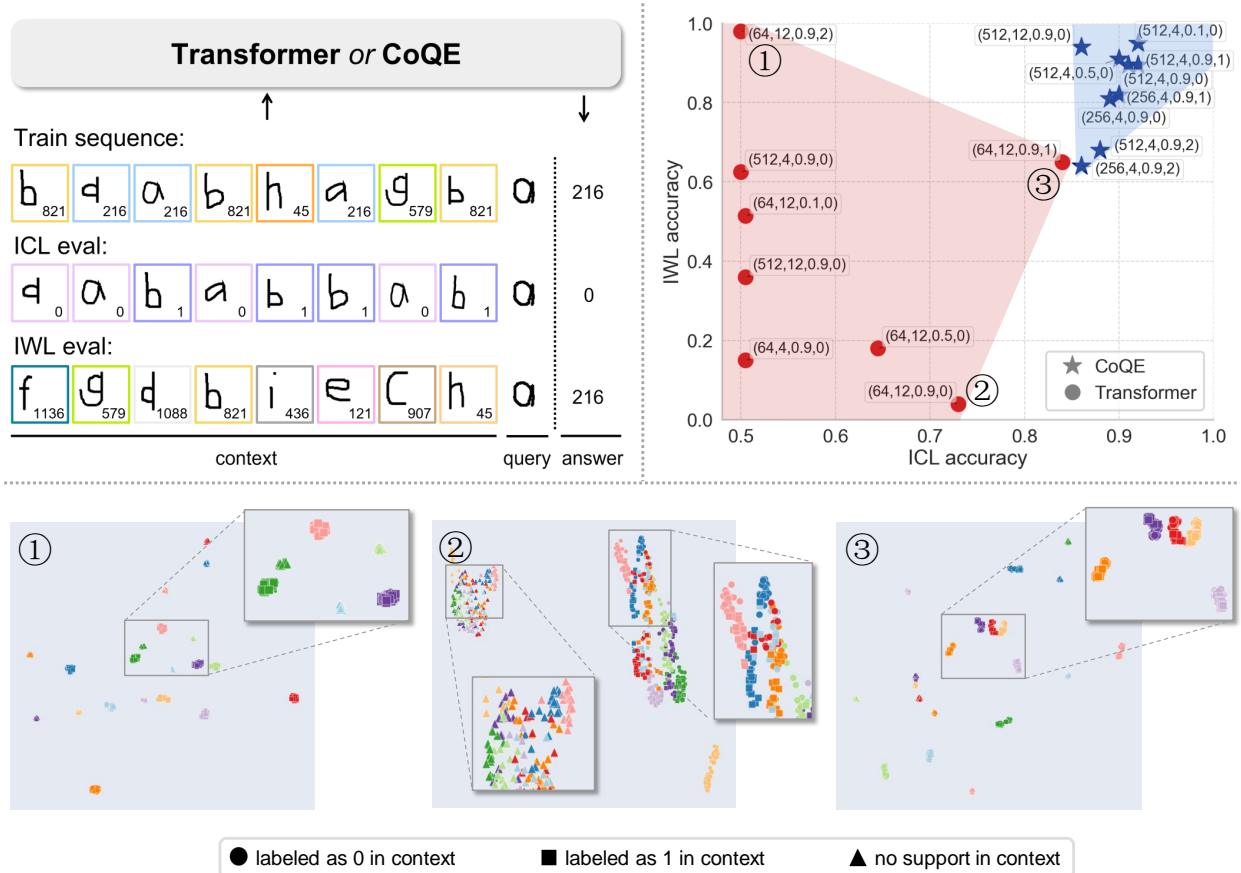 Transformer or CoQE
Train sequence:
b 821 d 216 a 216 b 821 h 45 a 216 g 579 b 821 a 216
ICL eval:
d 0 a 0 b 1 a 0 b 1 b 1 a 0 b 1 a 0
IWL eval:
f 1136 g 579 d 1088 b 821 i 436 e 121 C 907 h 45 a 216
context query answer
1.0
0.8
0.6
0.4
0.2
0.0
IWL accuracy
0.5 0.6 0.7 0.8 0.9 1.0
ICL accuracy
(64,12,0.9,2)
①
(512,12,0.9,0)
(512,4,0.1,0)
(512,4,0.9,1)
(512,4,0.5,0)
(512,4,0.9,0)
(256,4,0.9,1)
(256,4,0.9,0)
(64,12,0.9,1)
(512,4,0.9,2)
③
(256,4,0.9,2)
(512,4,0.9,0)
(64,12,0.1,0)
(512,12,0.9,0)
(64,12,0.5,0)
(64,4,0.9,0)
(64,12,0.9,0)
②
CoQE
Transformer
①
②
③
labeled as 0 in context
labeled as 1 in context
no support in context